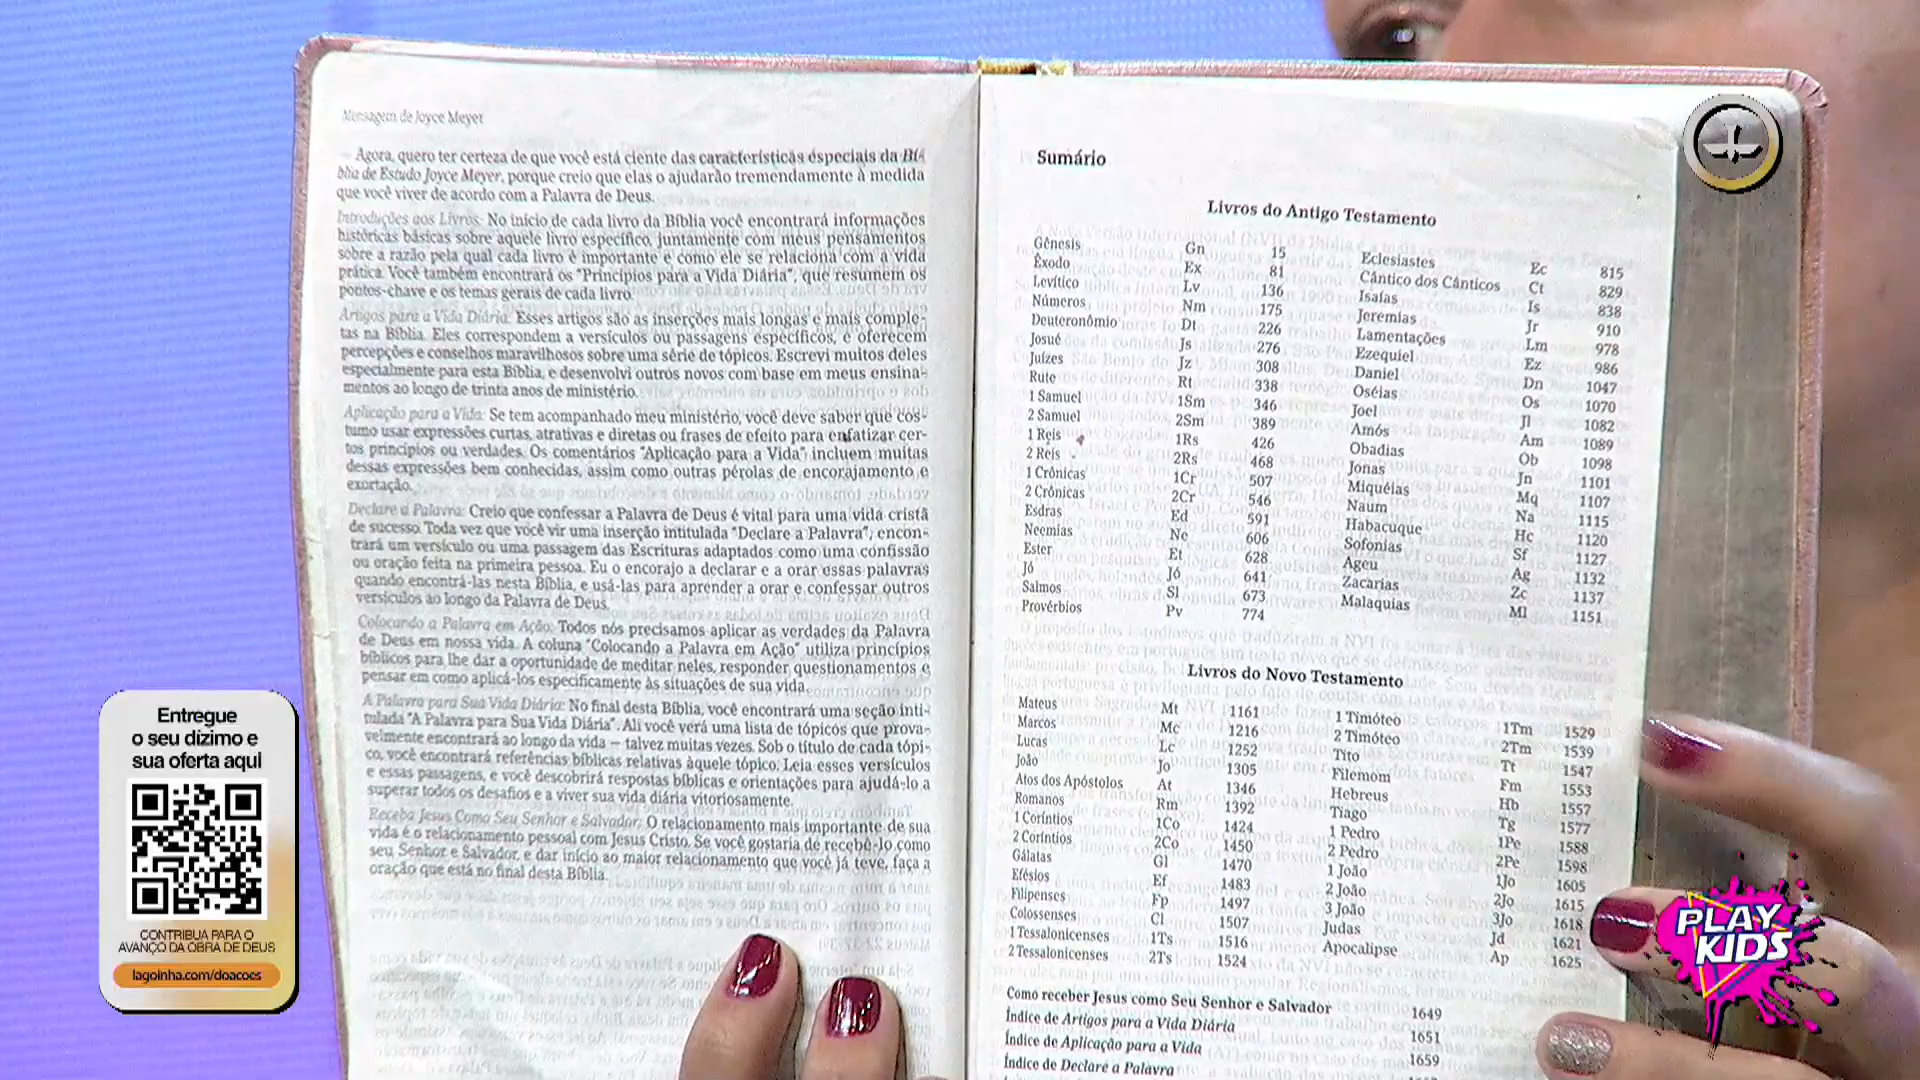 Mensagem de Joyce Meyer
Agora, quero ter certeza de que você está ciente das características especiais da Bí-
blia de Estudo Joyce Meyer, porque creio que elas o ajudarão tremendamente à medida
que você viver de acordo com a Palavra de Deus.
Introduções aos Livros: No início de cada livro da Bíblia você encontrará informações
históricas básicas sobre aquele livro específico, juntamente com meus pensamentos
sobre a razão pela qual cada livro é importante e como ele se relaciona com a vida
prática. Você também encontrará os "Princípios para a Vida Diária", que resumem os
pontos-chave e os temas gerais de cada livro.
Artigos para a Vida Diária: Esses artigos são as inserções mais longas e mais comple-
tas na Bíblia. Eles correspondem a versículos ou passagens específicos, e oferecem
percepções e conselhos maravilhosos sobre uma série de tópicos. Escrevi muitos deles
especialmente para esta Bíblia, e desenvolvi outros novos com base em meus ensina-
mentos ao longo de trinta anos de ministério.
Aplicação para a Vida: Se tem acompanhado meu ministério, você deve saber que cos-
tumo usar expressões curtas, atrativas e diretas ou frases de efeito para enfatizar cer-
tos princípios ou verdades. Os comentários "Aplicação para a Vida" incluem muitas
dessas expressões bem conhecidas, assim como outras pérolas de encorajamento e
exortação.
Declare a Palavra: Creio que confessar a Palavra de Deus é vital para uma vida cristã
de sucesso. Toda vez que você vir uma inserção intitulada "Declare a Palavra", encon-
trará um versículo ou uma passagem das Escrituras adaptados como uma confissão
ou oração feita na primeira pessoa. Eu o encorajo a declarar e a orar essas palavras
quando encontrá-las nesta Bíblia, e usá-las para aprender a orar e confessar outros
versículos ao longo da Palavra de Deus.
Colocando a Palavra em Ação: Todos nós precisamos aplicar as verdades da Palavra
de Deus em nossa vida. A coluna "Colocando a Palavra em Ação" utiliza princípios
bíblicos para lhe dar a oportunidade de meditar neles, responder questionamentos e
pensar em como aplicá-los especificamente às situações de sua vida.
A Palavra para Sua Vida Diária: No final desta Bíblia, você encontrará uma seção inti-
tulada "A Palavra para Sua Vida Diária". Ali você verá uma lista de tópicos que prova-
velmente encontrará ao longo da vida — talvez muitas vezes. Sob o título de cada tópi-
co, você encontrará referências bíblicas relativas àquele tópico. Leia esses versículos
e essas passagens, e você descobrirá respostas bíblicas e orientações para ajudá-lo a
superar todos os desafios e a viver sua vida diária vitoriosamente.
Receba Jesus Como Seu Senhor e Salvador: O relacionamento mais importante de sua
vida é o relacionamento pessoal com Jesus Cristo. Se você gostaria de recebê-lo como
seu Senhor e Salvador, e dar início ao maior relacionamento que você já teve, faça a
oração que está no final desta Bíblia.
Sumário
Livros do Antigo Testamento
Gênesis Gn 15
Êxodo Ex 81
Levítico Lv 136
Números Nm 175
Deuteronômio Dt 226
Josué Js 276
Juízes Jz 308
Rute Rt 338
1 Samuel 1Sm 346
2 Samuel 2Sm 389
1 Reis 1Rs 426
2 Reis 2Rs 468
1 Crônicas 1Cr 507
2 Crônicas 2Cr 546
Esdras Ed 591
Neemias Ne 606
Ester Et 628
Jó Jó 641
Salmos Sl 673
Provérbios Pv 774
Eclesiastes Ec 815
Cântico dos Cânticos Ct 829
Isaías Is 838
Jeremias Jr 910
Lamentações Lm 978
Ezequiel Ez 986
Daniel Dn 1047
Oséias Os 1070
Joel Jl 1082
Amós Am 1089
Obadias Ob 1098
Jonas Jn 1101
Miquéias Mq 1107
Naum Na 1115
Habacuque Hc 1120
Sofonias Sf 1127
Ageu Ag 1132
Zacarias Zc 1137
Malaquias Ml 1151
Livros do Novo Testamento
Mateus Mt 1161
Marcos Mc 1216
Lucas Lc 1252
João Jo 1305
Atos dos Apóstolos At 1346
Romanos Rm 1392
1 Coríntios 1Co 1424
2 Coríntios 2Co 1450
Gálatas Gl 1470
Efésios Ef 1483
Filipenses Fp 1497
Colossenses Cl 1507
1 Tessalonicenses 1Ts 1516
2 Tessalonicenses 2Ts 1524
1 Timóteo 1Tm 1529
2 Timóteo 2Tm 1539
Tito Tt 1547
Filemom Fm 1553
Hebreus Hb 1557
Tiago Tg 1577
1 Pedro 1Pe 1588
2 Pedro 2Pe 1598
1 João 1Jo 1605
2 João 2Jo 1615
3 João 3Jo 1618
Judas Jd 1621
Apocalipse Ap 1625
Como receber Jesus como Seu Senhor e Salvador 1649
Índice de Artigos para a Vida Diária 1651
Índice de Aplicação para a Vida 1659
Índice de Declare a Palavra
Entregue
o seu dízimo e
sua oferta aqui
CONTRIBUA PARA O
AVANÇO DA OBRA DE DEUS
lagoinha.com/doacoes
PLAY
KIDS